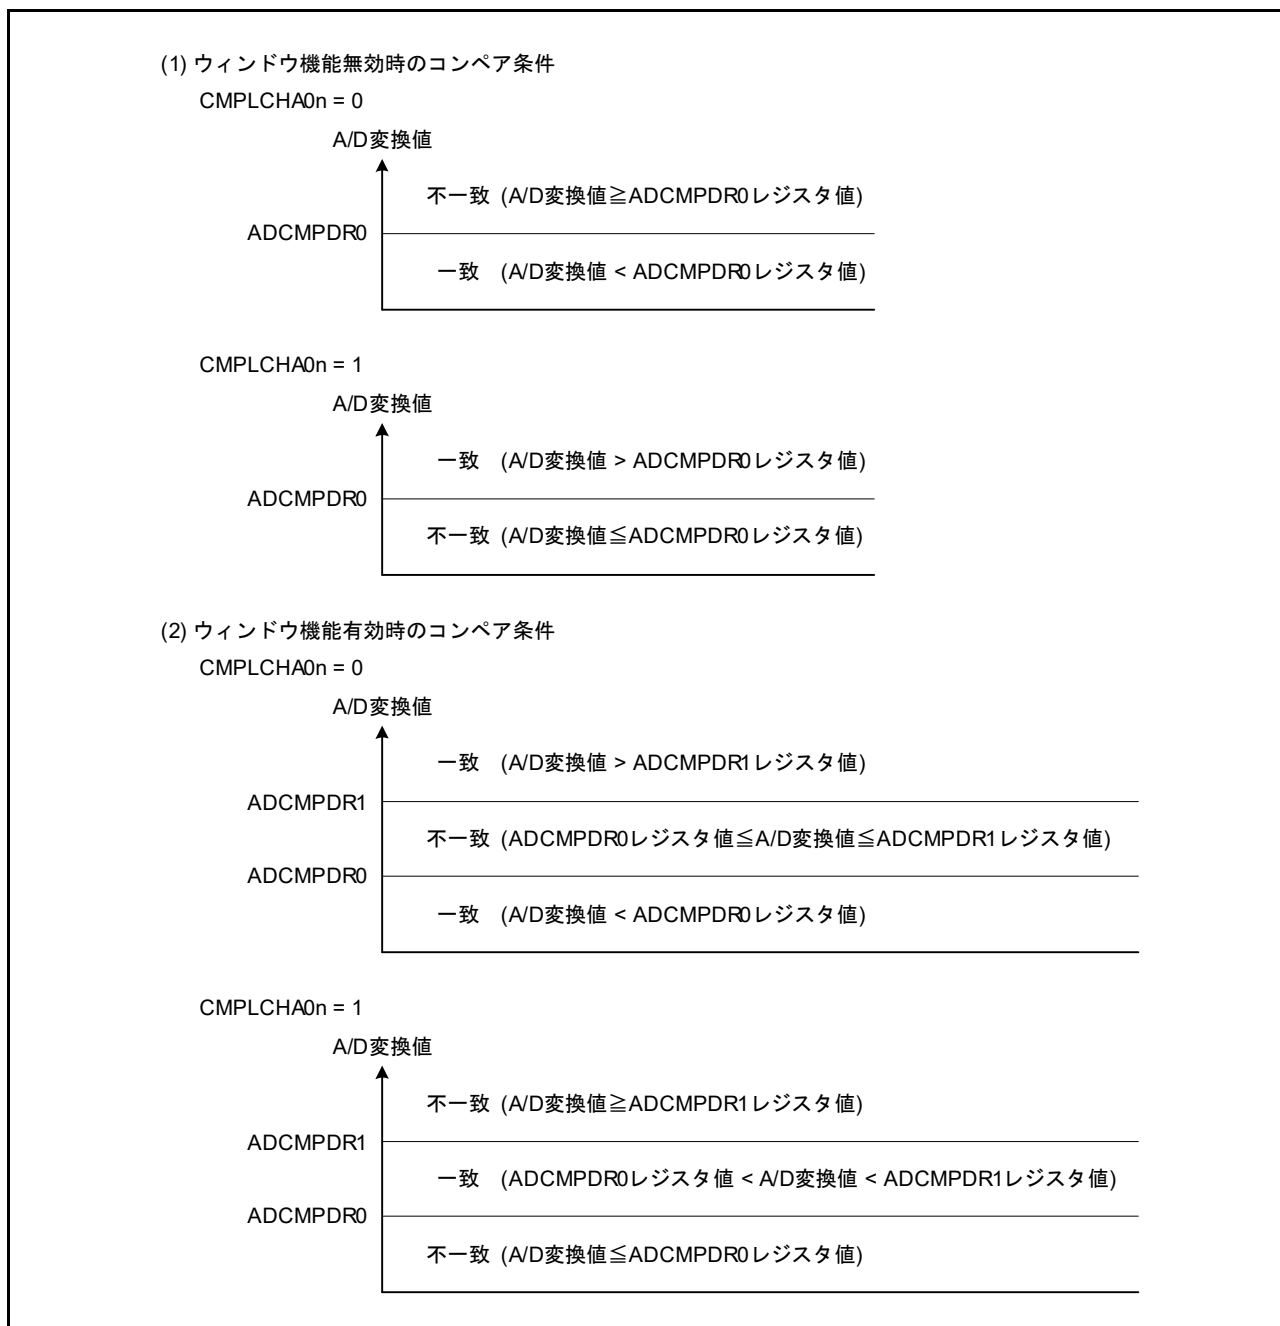 (1) ウィンドウ機能無効時のコンペア条件
CMPLCHA0n = 0
A/D変換値
不一致 (A/D変換値≧ADCMPDR0レジスタ値)
ADCMPDR0
一致 (A/D変換値 < ADCMPDR0レジスタ値)
CMPLCHA0n = 1
A/D変換値
一致 (A/D変換値 > ADCMPDR0レジスタ値)
ADCMPDR0
不一致 (A/D変換値≦ADCMPDR0レジスタ値)
(2) ウィンドウ機能有効時のコンペア条件
CMPLCHA0n = 0
A/D変換値
一致 (A/D変換値 > ADCMPDR1レジスタ値)
ADCMPDR1
不一致 (ADCMPDR0レジスタ値≦A/D変換値≦ADCMPDR1レジスタ値)
ADCMPDR0
一致 (A/D変換値 < ADCMPDR0レジスタ値)
CMPLCHA0n = 1
A/D変換値
不一致 (A/D変換値≧ADCMPDR1レジスタ値)
ADCMPDR1
一致 (ADCMPDR0レジスタ値 < A/D変換値 < ADCMPDR1レジスタ値)
ADCMPDR0
不一致 (A/D変換値≦ADCMPDR0レジスタ値)